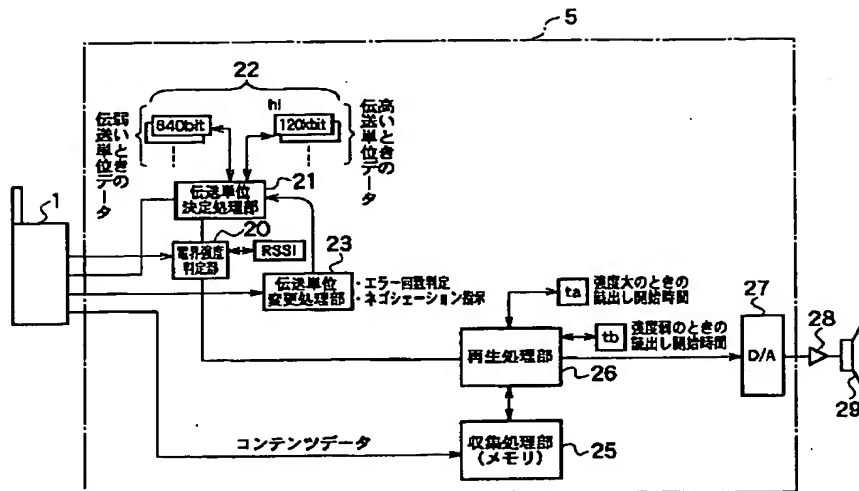 5
22
hi
弱いときの
伝送単位データ
640bit
120kbit
高いときの
伝送単位データ
伝送単位
決定処理部
21
1
20
電界強度
判定部
RSSI
23
伝送単位
変更処理部
・エラー回数判定
・ネゴシェーション指示
ta
強度大のときの
読出し開始時間
tb
強度弱のときの
読出し開始時間
27
28
再生処理部
26
D/A
29
コンテンツデータ
収集処理部
(メモリ)
25